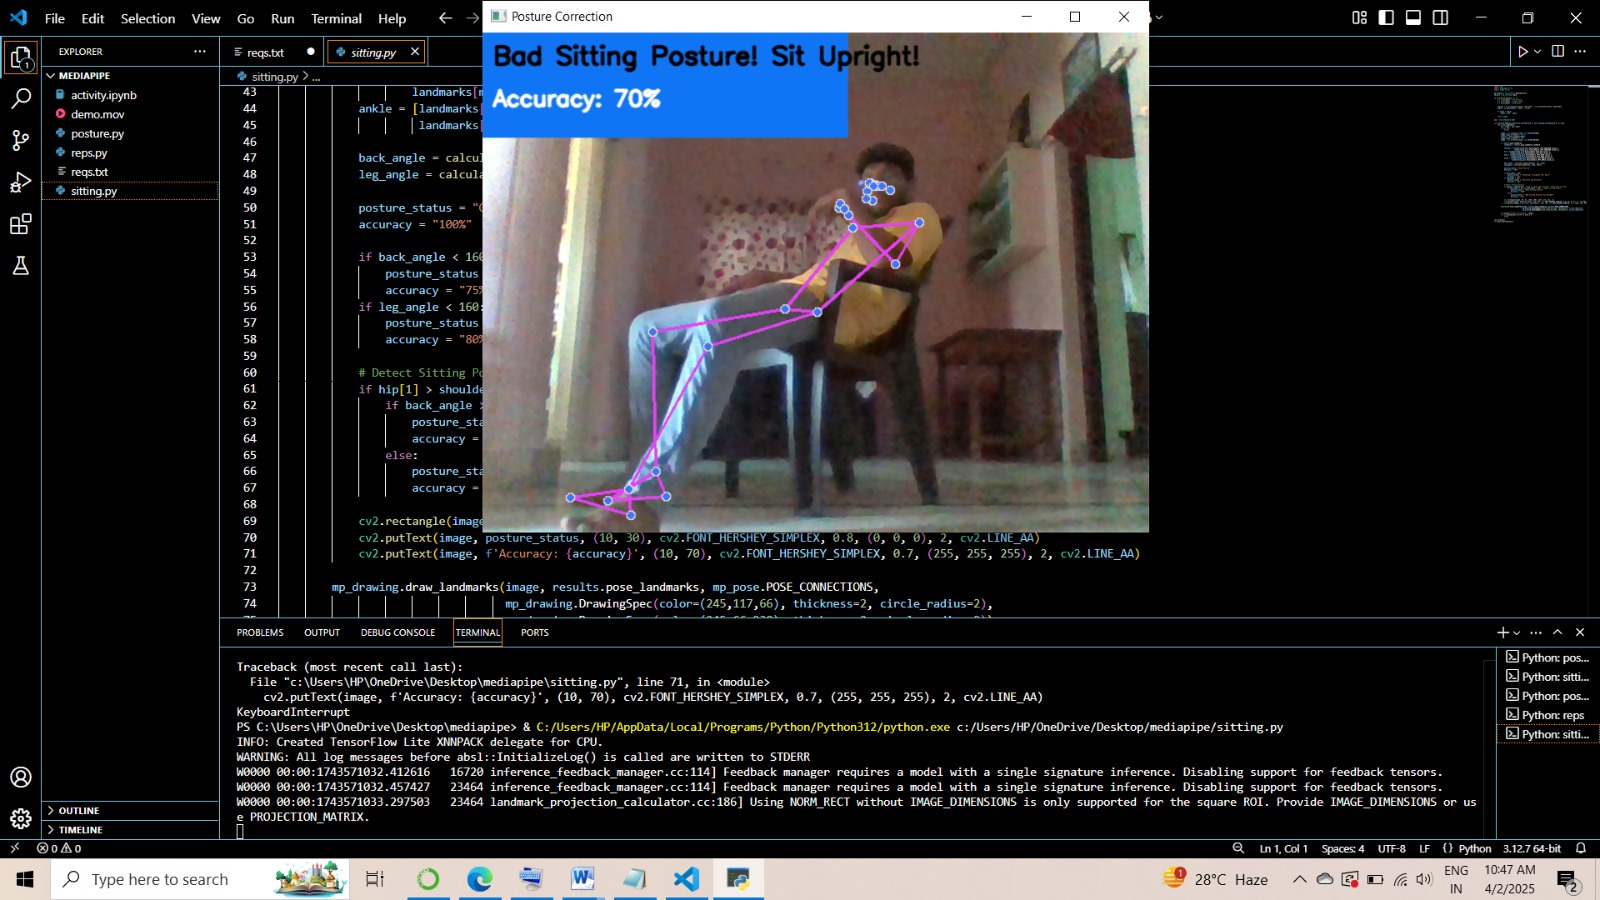 File Edit Selection View Go Run Terminal Help
Posture Correction
Bad Sitting Posture! Sit Upright!
Accuracy: 70%
EXPLORER
MEDIAPIPE
activity.ipynb
demo.mov
posture.py
reps.py
reqs.txt
sitting.py
OUTLINE
TIMELINE
1
reqs.txt
sitting.py
sitting.py > ...
43 landmarks[m
44 ankle = [landmarks[
45 landmarks[
46
47 back_angle = calcul
48 leg_angle = calcula
49
50 posture_status = "G
51 accuracy = "100%"
52
53 if back_angle < 160
54 posture_status
55 accuracy = "75%
56 if leg_angle < 160:
57 posture_status
58 accuracy = "80%
59
60 # Detect Sitting Po
61 if hip[1] > shoulde
62 if back_angle >
63 posture_sta
64 accuracy =
65 else:
66 posture_sta
67 accuracy =
68
69 cv2.rectangle(image
70 cv2.putText(image, posture_status, (10, 30), cv2.FONT_HERSHEY_SIMPLEX, 0.8, (0, 0, 0), 2, cv2.LINE_AA)
71 cv2.putText(image, f'Accuracy: {accuracy}', (10, 70), cv2.FONT_HERSHEY_SIMPLEX, 0.7, (255, 255, 255), 2, cv2.LINE_AA)
72
73 mp_drawing.draw_landmarks(image, results.pose_landmarks, mp_pose.POSE_CONNECTIONS,
74 mp_drawing.DrawingSpec(color=(245,117,66), thickness=2, circle_radius=2),
PROBLEMS OUTPUT DEBUG CONSOLE TERMINAL PORTS
Traceback (most recent call last):
File "c:\Users\HP\OneDrive\Desktop\mediapipe\sitting.py", line 71, in <module>
cv2.putText(image, f'Accuracy: {accuracy}', (10, 70), cv2.FONT_HERSHEY_SIMPLEX, 0.7, (255, 255, 255), 2, cv2.LINE_AA)
KeyboardInterrupt
PS C:\Users\HP\OneDrive\Desktop\mediapipe> & C:/Users/HP/AppData/Local/Programs/Python/Python312/python.exe c:/Users/HP/OneDrive/Desktop/mediapipe/sitting.py
INFO: Created TensorFlow Lite XNNPACK delegate for CPU.
WARNING: All log messages before absl::InitializeLog() is called are written to STDERR
W0000 00:00:1743571032.412616 16720 inference_feedback_manager.cc:114] Feedback manager requires a model with a single signature inference. Disabling support for feedback tensors.
W0000 00:00:1743571032.457427 23464 inference_feedback_manager.cc:114] Feedback manager requires a model with a single signature inference. Disabling support for feedback tensors.
W0000 00:00:1743571033.297503 23464 landmark_projection_calculator.cc:186] Using NORM_RECT without IMAGE_DIMENSIONS is only supported for the square ROI. Provide IMAGE_DIMENSIONS or us
e PROJECTION_MATRIX.
Python: pos...
Python: sitti...
Python: pos...
Python: reps
Python: sitti...
0 0 Ln 1, Col 1 Spaces: 4 UTF-8 LF {} Python 3.12.7 64-bit
Type here to search
1 28°C Haze
ENG
IN
10:47 AM
4/2/2025
2